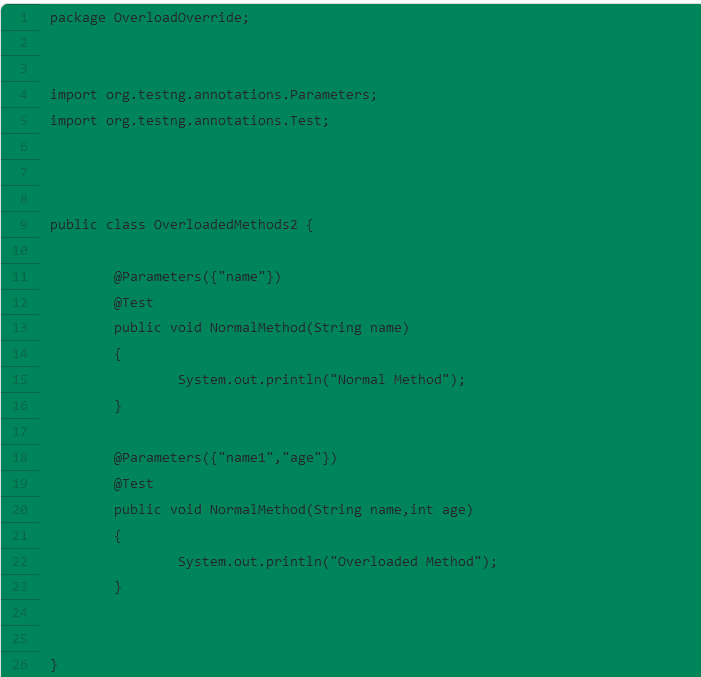 1 package OverloadOverride;
2
3
4 import org.testng.annotations.Parameters;
5 import org.testng.annotations.Test;
6
7
8
9 public class OverloadedMethods2 {
10
11 @Parameters({"name"})
12 @Test
13 public void NormalMethod(String name)
14 {
15 System.out.println("Normal Method");
16 }
17
18 @Parameters({"name1","age"})
19 @Test
20 public void NormalMethod(String name,int age)
21 {
22 System.out.println("Overloaded Method");
23 }
24
25
26 }